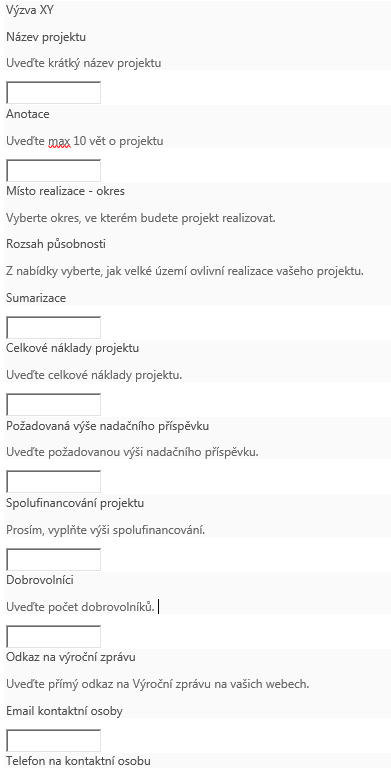 Výzva XY
Název projektu
Uveďte krátký název projektu
Anotace
Uveďte max 10 vět o projektu
Místo realizace - okres
Vyberte okres, ve kterém budete projekt realizovat.
Rozsah působnosti
Z nabídky vyberte, jak velké území ovlivní realizace vašeho projektu.
Sumarizace
Celkové náklady projektu
Uveďte celkové náklady projektu.
Požadovaná výše nadačního příspěvku
Uveďte požadovanou výši nadačního příspěvku.
Spolufinancování projektu
Prosím, vyplňte výši spolufinancování.
Dobrovolníci
Uveďte počet dobrovolníků.
Odkaz na výroční zprávu
Uveďte přímý odkaz na Výroční zprávu na vašich webech.
Email kontaktní osoby
Telefon na kontaktní osobu